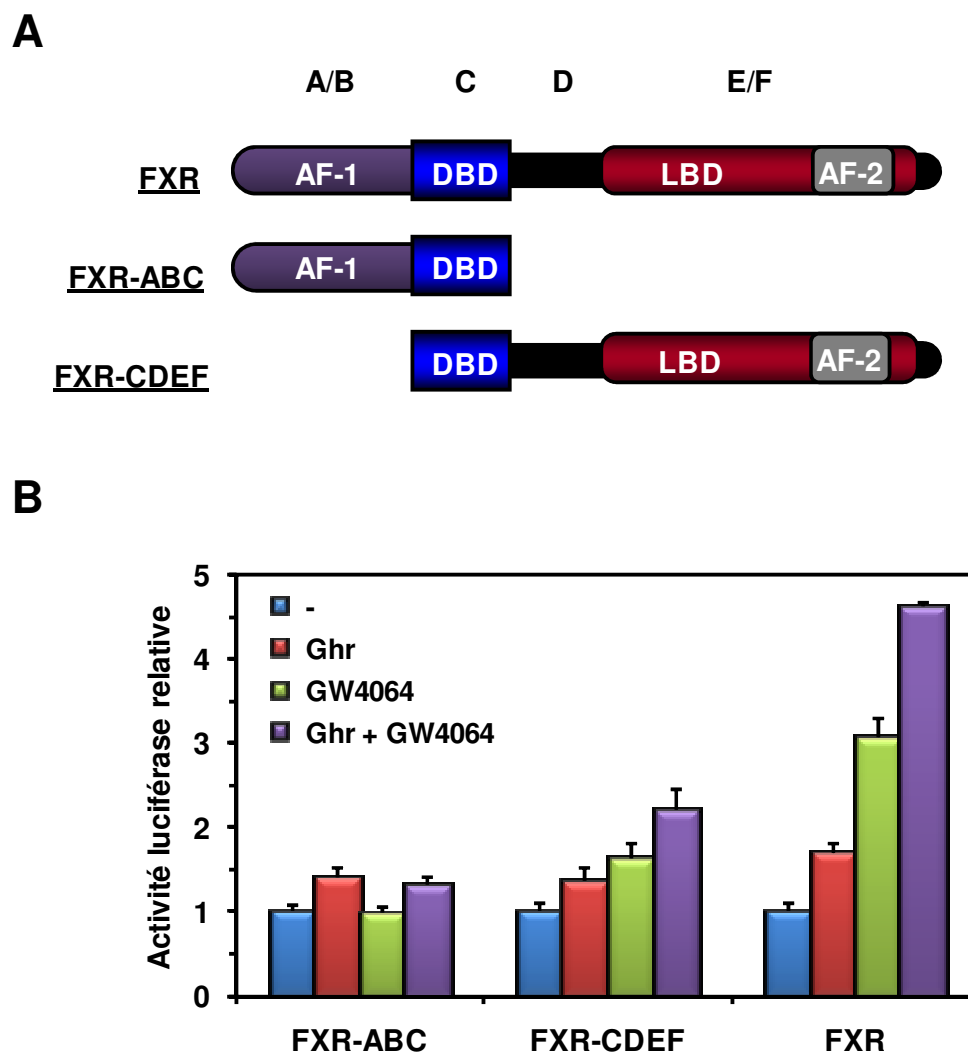 A
A/B C D E/F
FXR AF-1 DBD LBD AF-2
FXR-ABC AF-1 DBD
FXR-CDEF DBD LBD AF-2
B
Activité luciférase relative
5
4
3
2
1
0
-
Ghr
GW4064
Ghr + GW4064
FXR-ABC FXR-CDEF FXR